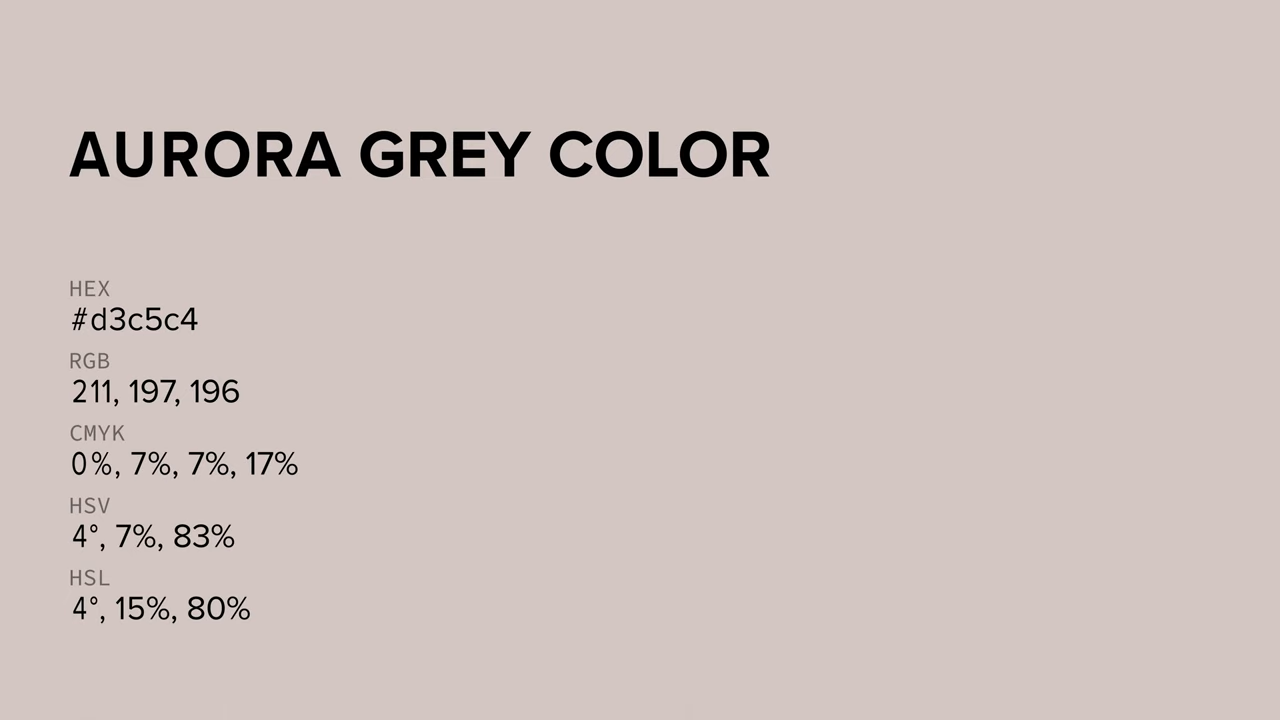 AURORA GREY COLOR
HEX
#d3c5c4
RGB
211, 197, 196
CMYK
0%, 7%, 7%, 17%
HSV
4°, 7%, 83%
HSL
4°, 15%, 80%